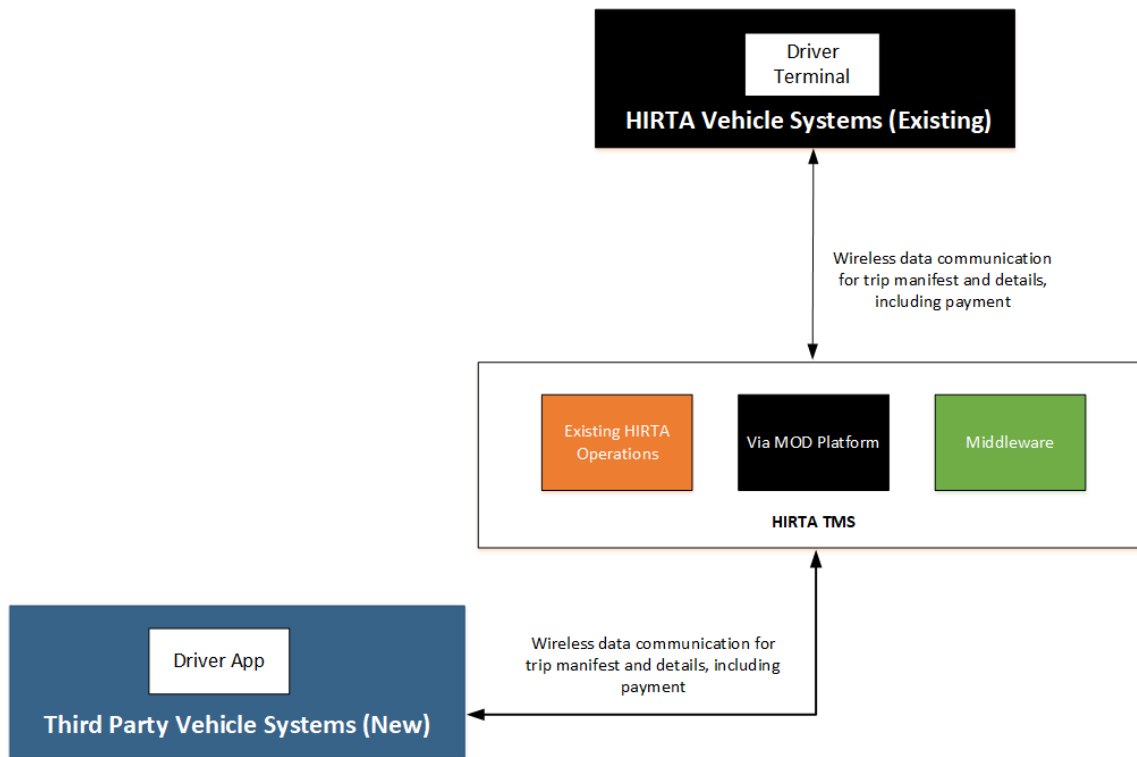 Driver
Terminal
HIRTA Vehicle Systems (Existing)
Wireless data communication
for trip manifest and details,
including payment
Existing HIRTA
Operations
Via MOD Platform
Middleware
HIRTA TMS
Wireless data communication for
trip manifest and details, including
payment
Driver App
Third Party Vehicle Systems (New)